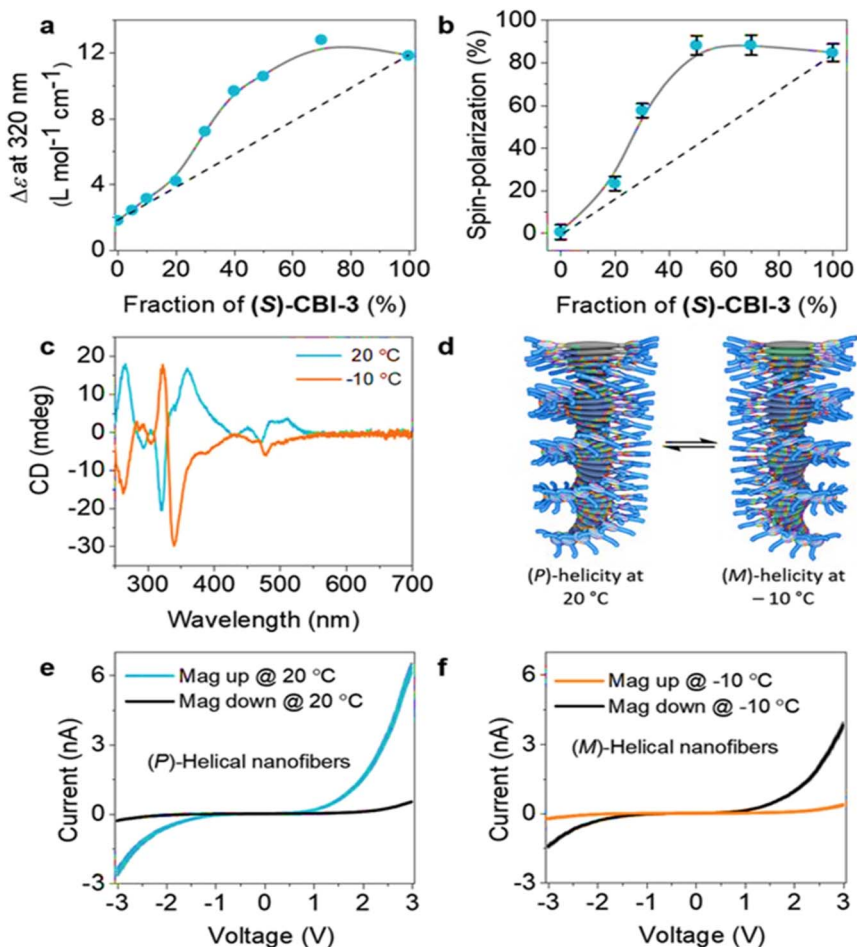 a
Δε at 320 nm
(L mol⁻¹ cm⁻¹)
12
8
4
0
0 20 40 60 80 100
Fraction of (S)-CBI-3 (%)
b
Spin-polarization (%)
100
80
60
40
20
0
0 20 40 60 80 100
Fraction of (S)-CBI-3 (%)
c
CD (mdeg)
20
10
0
-10
-20
-30
20 °C
-10 °C
300 400 500 600 700
Wavelength (nm)
d
(P)-helicity at
20 °C
(M)-helicity at
– 10 °C
e
Current (nA)
6
3
0
-3
Mag up @ 20 °C
Mag down @ 20 °C
(P)-Helical nanofibers
-3 -2 -1 0 1 2 3
Voltage (V)
f
Current (nA)
6
3
0
-3
Mag up @ -10 °C
Mag down @ -10 °C
(M)-Helical nanofibers
-3 -2 -1 0 1 2 3
Voltage (V)